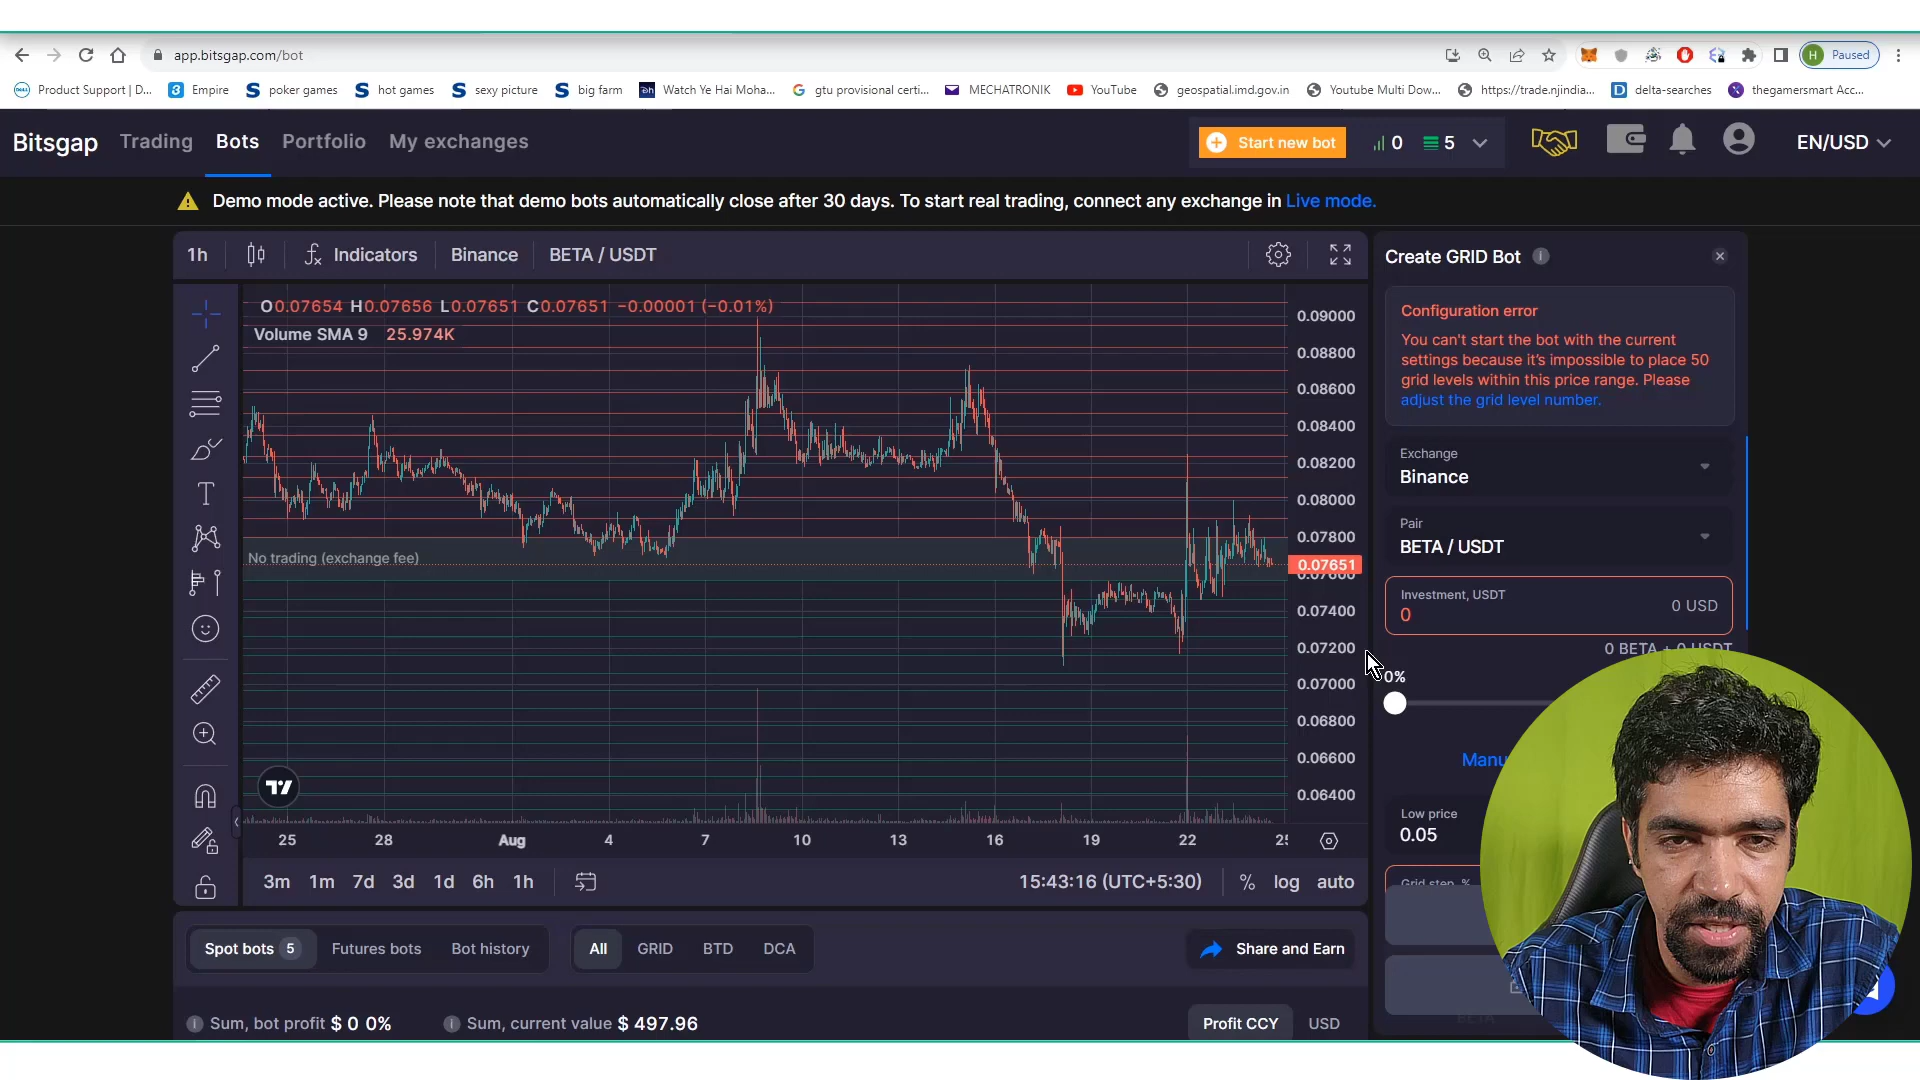 app.bitsgap.com/bot
H Paused
Product Support | D...
Empire
poker games
hot games
sexy picture
big farm
Watch Ye Hai Moha...
gtu provisional certi...
MECHATRONIK
YouTube
geospatial.imd.gov.in
Youtube Multi Dow...
https://trade.njindia...
delta-searches
thegamersmart Acc...
Bitsgap Trading Bots Portfolio My exchanges
Start new bot
0 5
EN/USD
Demo mode active. Please note that demo bots automatically close after 30 days. To start real trading, connect any exchange in Live mode.
1h Indicators Binance BETA / USDT
O0.07654 H0.07656 L0.07651 C0.07651 −0.00001 (−0.01%)
Volume SMA 9 25.974K
No trading (exchange fee)
0.09000
0.08800
0.08600
0.08400
0.08200
0.08000
0.07800
0.07651
0.07600
0.07400
0.07200
0.07000
0.06800
0.06600
0.06400
25 28 Aug 4 7 10 13 16 19 22 25
3m 1m 7d 3d 1d 6h 1h
15:43:16 (UTC+5:30) % log auto
Create GRID Bot
Configuration error
You can't start the bot with the current
settings because it's impossible to place 50
grid levels within this price range. Please
adjust the grid level number.
Exchange
Binance
Pair
BETA / USDT
Investment, USDT
0
0 USD
0 BETA + 0 USDT
0%
Manu
Low price
0.05
Grid step, %
Spot bots 5 Futures bots Bot history
All GRID BTD DCA
Share and Earn
Sum, bot profit $ 0 0%
Sum, current value $ 497.96
Profit CCY USD